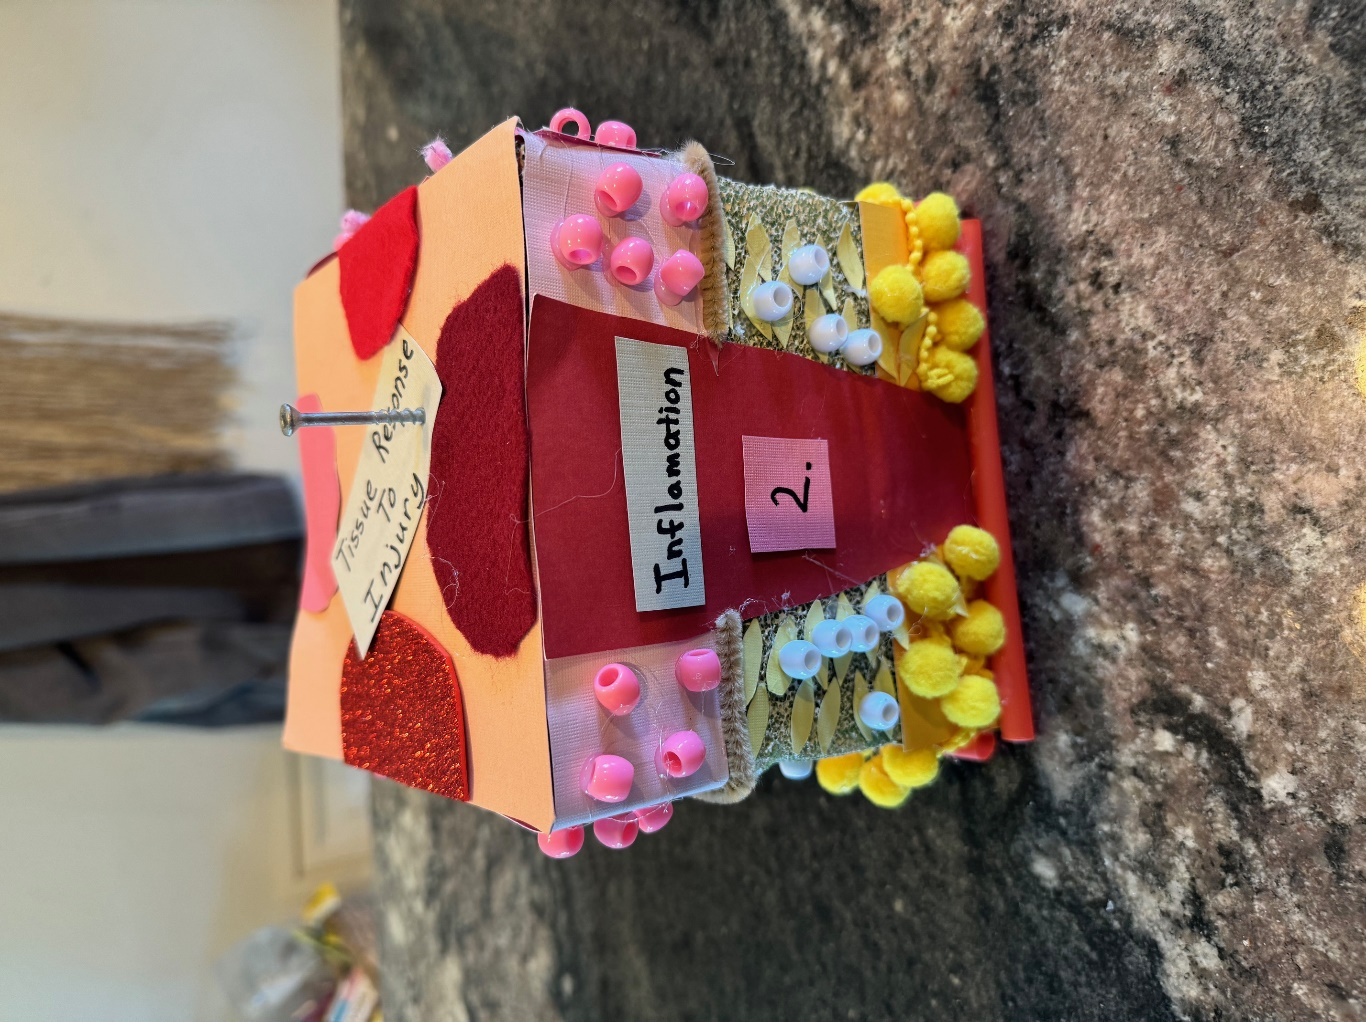 Tissue Response
To
Injury
Inflamation
2.